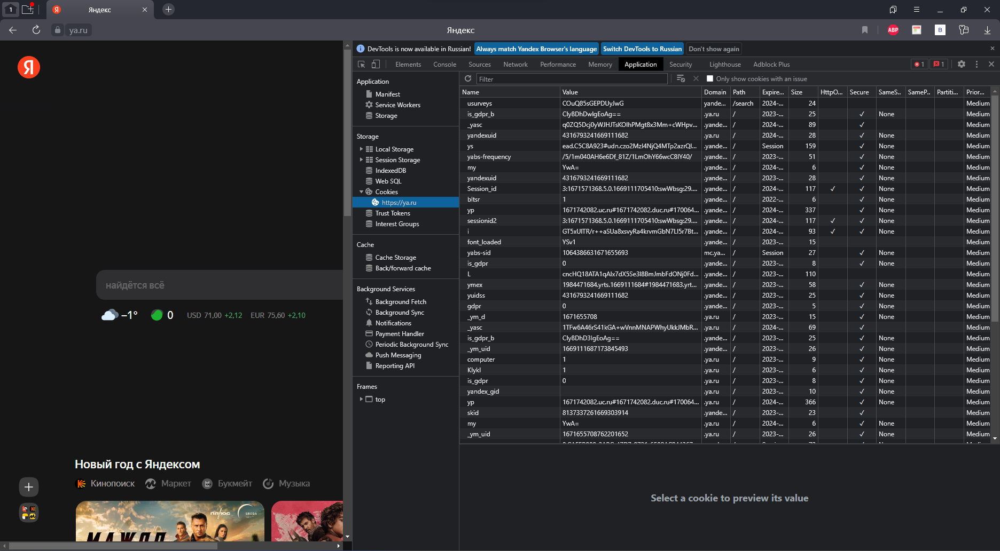 1
Яндекс
ya.ru
Яндекс
ABP
B
Я
найдётся всё
–1°
0
USD 71,00 +2,12
EUR 75,60 +2,10
Новый год с Яндексом
Кинопоиск
Маркет
Букмейт
Музыка
ПЛЮС
SREDA
МАЖОР
DevTools is now available in Russian!
Always match Yandex Browser's language
Switch DevTools to Russian
Don't show again
Elements Console Sources Network Performance Memory Application Security Lighthouse Adblock Plus
1
1
Application
Manifest
Service Workers
Storage
Storage
Local Storage
Session Storage
IndexedDB
Web SQL
Cookies
https://ya.ru
Trust Tokens
Interest Groups
Cache
Cache Storage
Back/forward cache
Background Services
Background Fetch
Background Sync
Notifications
Payment Handler
Periodic Background Sync
Push Messaging
Reporting API
Frames
top
Filter
Only show cookies with an issue
Name Value Domain Path Expire... Size HttpO... Secure SameS.. SameP.. Partiti... Prior...
usurveys COuQ85sGEPDUyJwG yande... /search 2024-... 24 Medium
is_gdpr_b CIy8DhDwlgEoAg== .ya.ru / 2023-... 25 ✓ None Medium
_yasc q0ZQ5Dcj0yWJHJTsKOlhPMgt8x3Mm+cWHpv... .yande... / 2024-... 89 ✓ Medium
yandexuid 4316793241669111682 .ya.ru / 2024-... 28 ✓ None Medium
ys ead.C5C8A923#udn.czo2MzI4NjQ4MTp2azrQl... .yande... / Session 159 ✓ None Medium
yabs-frequency /5/1m040AH6e6Df_81Z/1LmOhY66wcC8IY40/ .yande... / 2023-... 51 ✓ None Medium
my YwA= .yande... / 2024-... 6 ✓ None Medium
yandexuid 4316793241669111682 .yande... / 2023-... 28 ✓ None Medium
Session_id 3:1671571368.5.0.1669111705410:swWbsg:29.... .yande... / 2024-... 117 ✓ ✓ None Medium
bltsr 1 .yande... / 2022-... 6 ✓ None Medium
yp 1671742082.uc.ru#1671742082.duc.ru#170064... .yande... / 2024-... 337 ✓ None Medium
sessionid2 3:1671571368.5.0.1669111705410:swWbsg:29.... .yande... / 2024-... 117 ✓ ✓ None Medium
i GT5xUlTR/r++aSUa8xsvyRa4krvmGbN7LI5r7Bt... .yande... / 2024-... 93 ✓ ✓ None Medium
font_loaded YSv1 .yande... / 2023-... 15 Medium
yabs-sid 1064386631671655693 mc.ya... / Session 27 ✓ None Medium
is_gdpr 0 .yande... / 2023-... 8 ✓ None Medium
L cncHQ18ATA1qAlx7dX5Se3l8BmJmbFdONj0Fd... .yande... / 2023-... 110 Medium
ymex 1984471684.yrts.1669111684#1984471683.yrt... .yande... / 2023-... 58 ✓ None Medium
yuidss 4316793241669111682 .yande... / 2023-... 25 ✓ None Medium
gdpr 0 .yande... / 2023-... 5 ✓ None Medium
_ym_d 1671655708 .yande... / 2023-... 15 ✓ None Medium
_yasc 1TFw6A46rS41kGA+wVnnMNAPWhyUkkJMbR... .ya.ru / 2024-... 69 ✓ Medium
is_gdpr_b CIy8DhD3lgEoAg== .yande... / 2023-... 25 ✓ None Medium
_ym_uid 1669111687173845493 .yande... / 2023-... 26 ✓ None Medium
computer 1 .ya.ru / 2023-... 9 ✓ None Medium
Klykl 1 .ya.ru / 2023-... 6 ✓ None Medium
is_gdpr 0 .ya.ru / 2023-... 8 ✓ None Medium
yandex_gid .ya.ru / 2023-... 10 ✓ None Medium
yp 1671742082.uc.ru#1671742082.duc.ru#170064... .ya.ru / 2024-... 366 ✓ None Medium
skid 8137337261669303914 .yande... / 2023-... 23 ✓ Medium
my YwA= .ya.ru / 2024-... 6 ✓ None Medium
_ym_uid 1671655708762201652 .ya.ru / 2023-... 26 ✓ None Medium
Select a cookie to preview its value